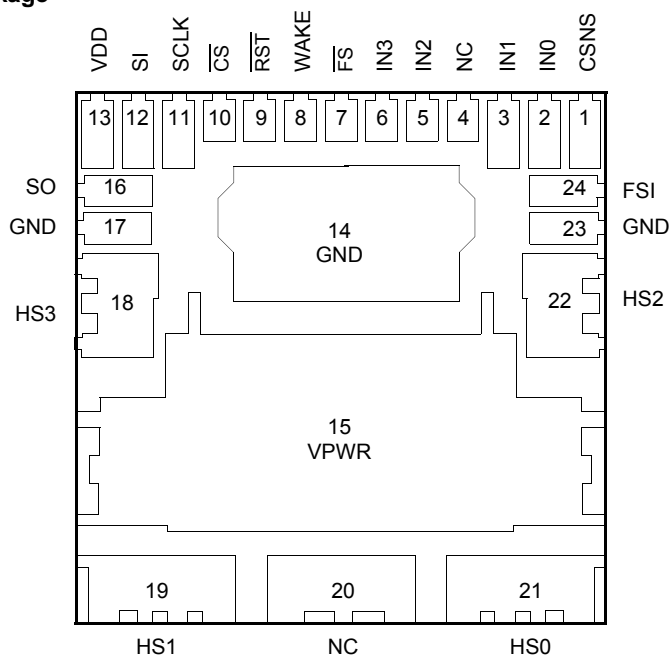 VDD SI SCLK CS RST WAKE FS IN3 IN2 NC IN1 IN0 CSNS
13 12 11 10 9 8 7 6 5 4 3 2 1
SO 16 24 FSI
GND 17 23 GND
14
GND
HS3 18 22 HS2
15
VPWR
19 20 21
HS1 NC HS0